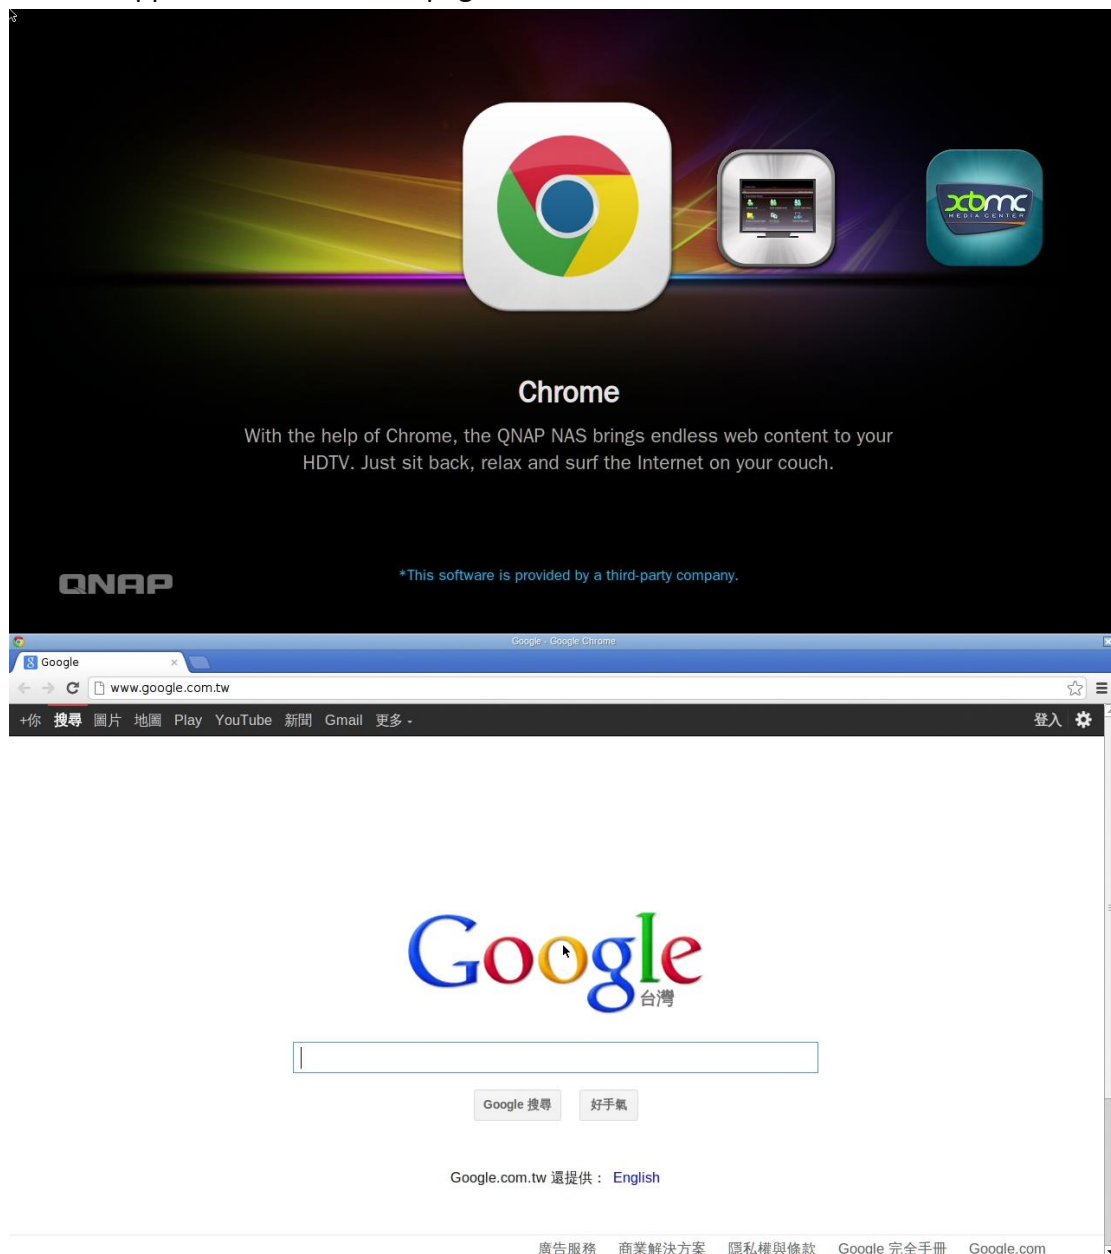 xbmc
MEDIA CENTER
Chrome
With the help of Chrome, the QNAP NAS brings endless web content to your
HDTV. Just sit back, relax and surf the Internet on your couch.
*This software is provided by a third-party company.
QNAP
Google - Google Chrome
8 Google
www.google.com.tw
+你 搜尋 圖片 地圖 Play YouTube 新聞 Gmail 更多 登入
Google
台灣
Google 搜尋 好手氣
Google.com.tw 還提供： English
廣告服務 商業解決方案 隱私權與條款 Google 完全手冊 Google.com